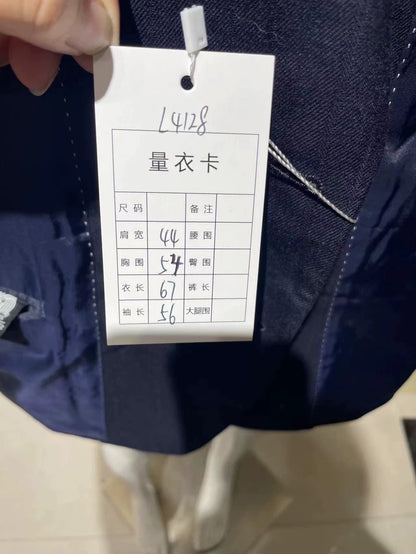 L4128
量衣卡
尺码 备注
肩宽 44 腰围
胸围 54 臀围
衣长 67 裤长
袖长 56 大腿围